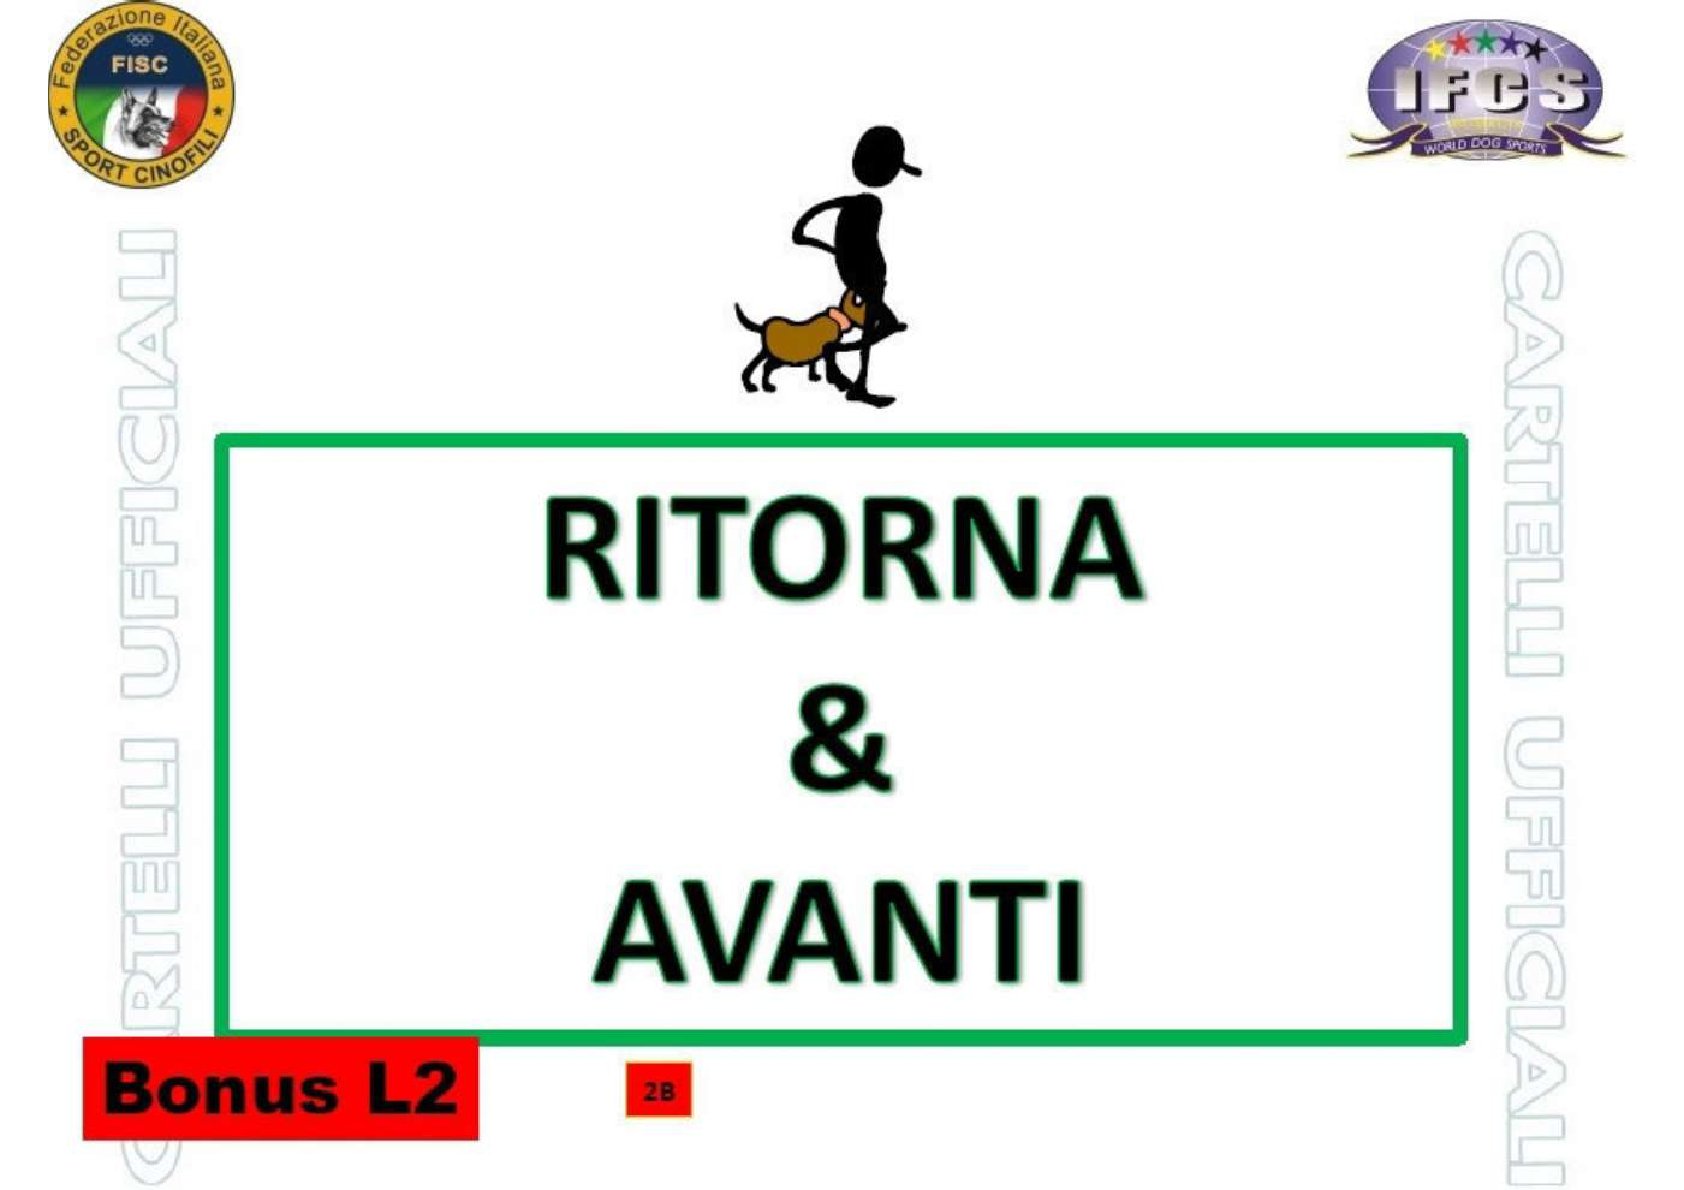 Federazione Italiana
FISC
SPORT CINOFILI
IFCS
WORLD DOG SPORTS
CARTELLI UFFICIALI
CARTELLI UFFICIALI
RITORNA
&
AVANTI
Bonus L2
2B